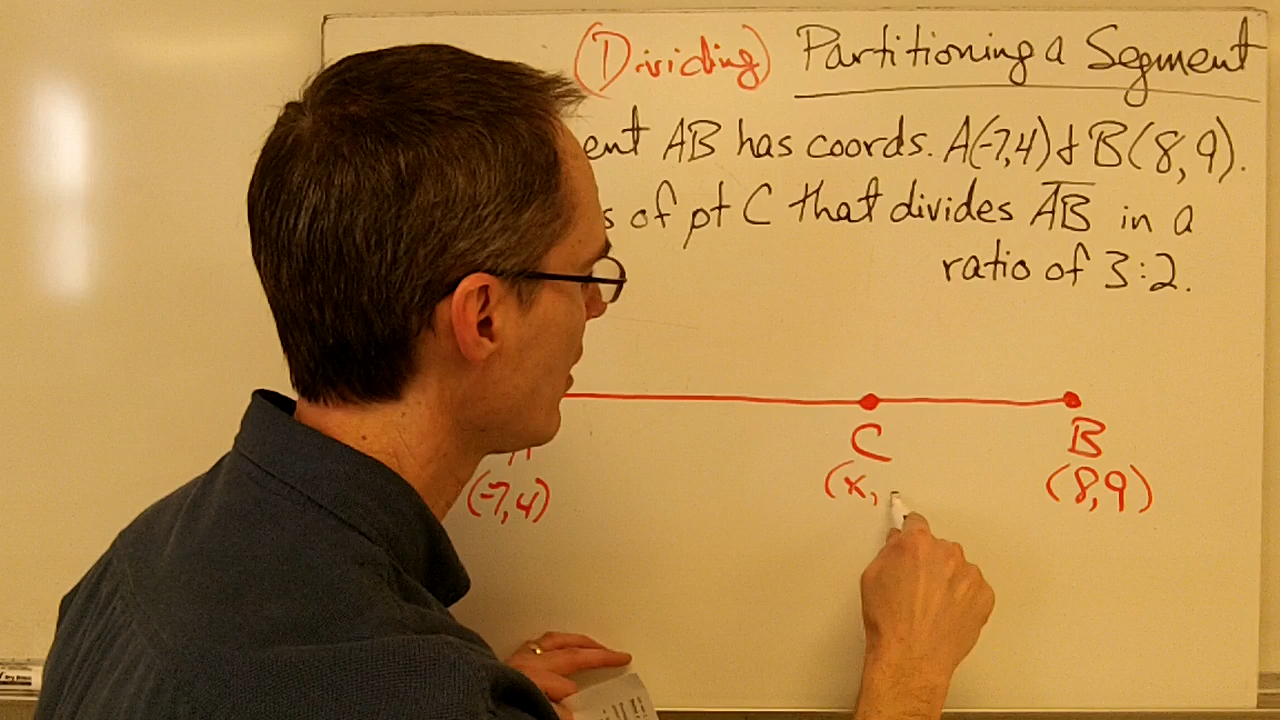 (Dividing) Partitioning a Segment
ent AB has coords. A(-7,4) & B(8,9).
s of pt C that divides AB in a
ratio of 3:2.
C B
(-7,4) (x, (8,9)